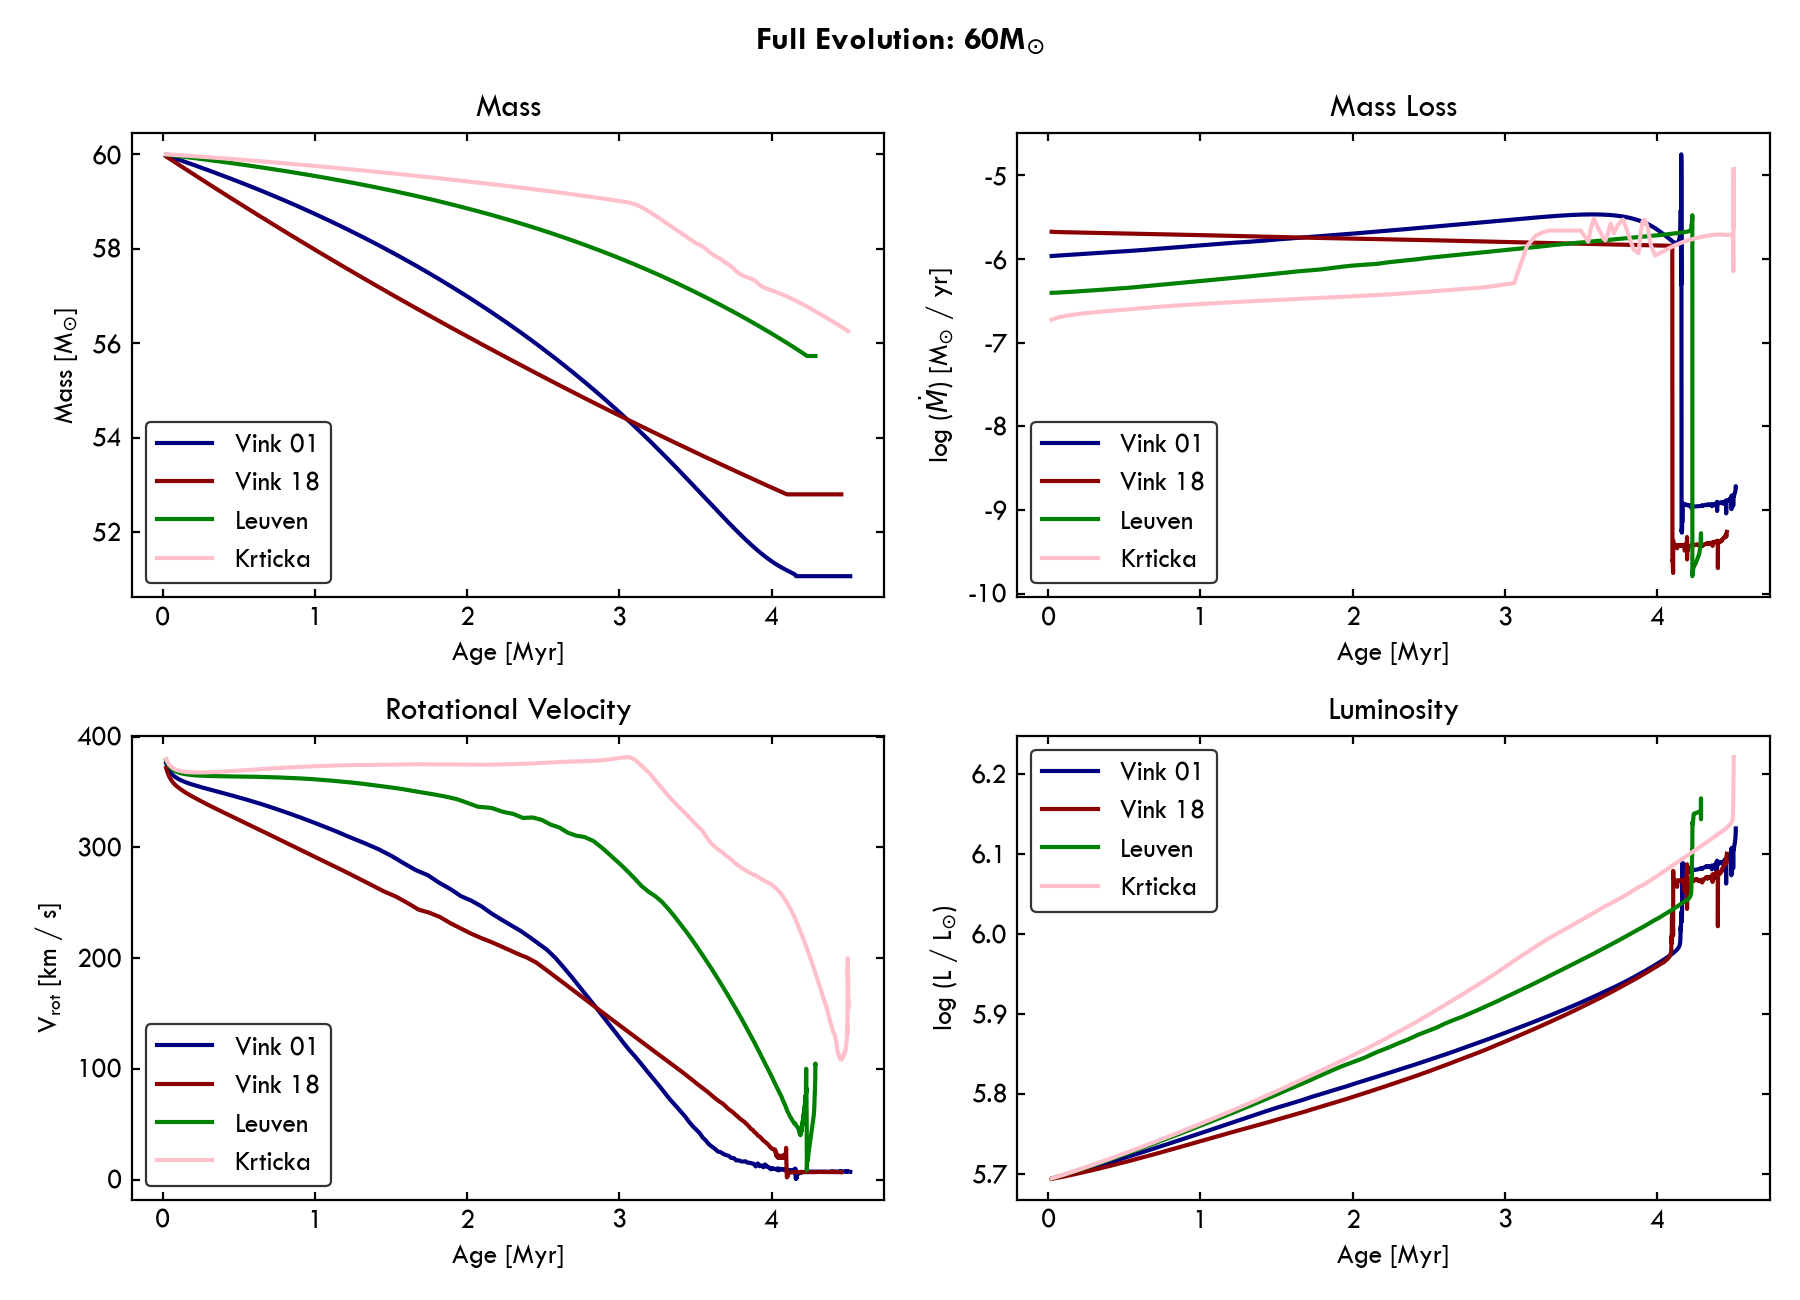 Full Evolution: 60M⊙
Mass
60
58
56
54
52
Mass [M⊙]
Vink 01
Vink 18
Leuven
Krticka
0 1 2 3 4
Age [Myr]
Mass Loss
-5
-6
-7
-8
-9
-10
log (Ṁ) [M⊙ / yr]
Vink 01
Vink 18
Leuven
Krticka
0 1 2 3 4
Age [Myr]
Rotational Velocity
400
300
200
100
0
Vrot [km / s]
Vink 01
Vink 18
Leuven
Krticka
0 1 2 3 4
Age [Myr]
Luminosity
6.2
6.1
6.0
5.9
5.8
5.7
log (L / L⊙)
Vink 01
Vink 18
Leuven
Krticka
0 1 2 3 4
Age [Myr]